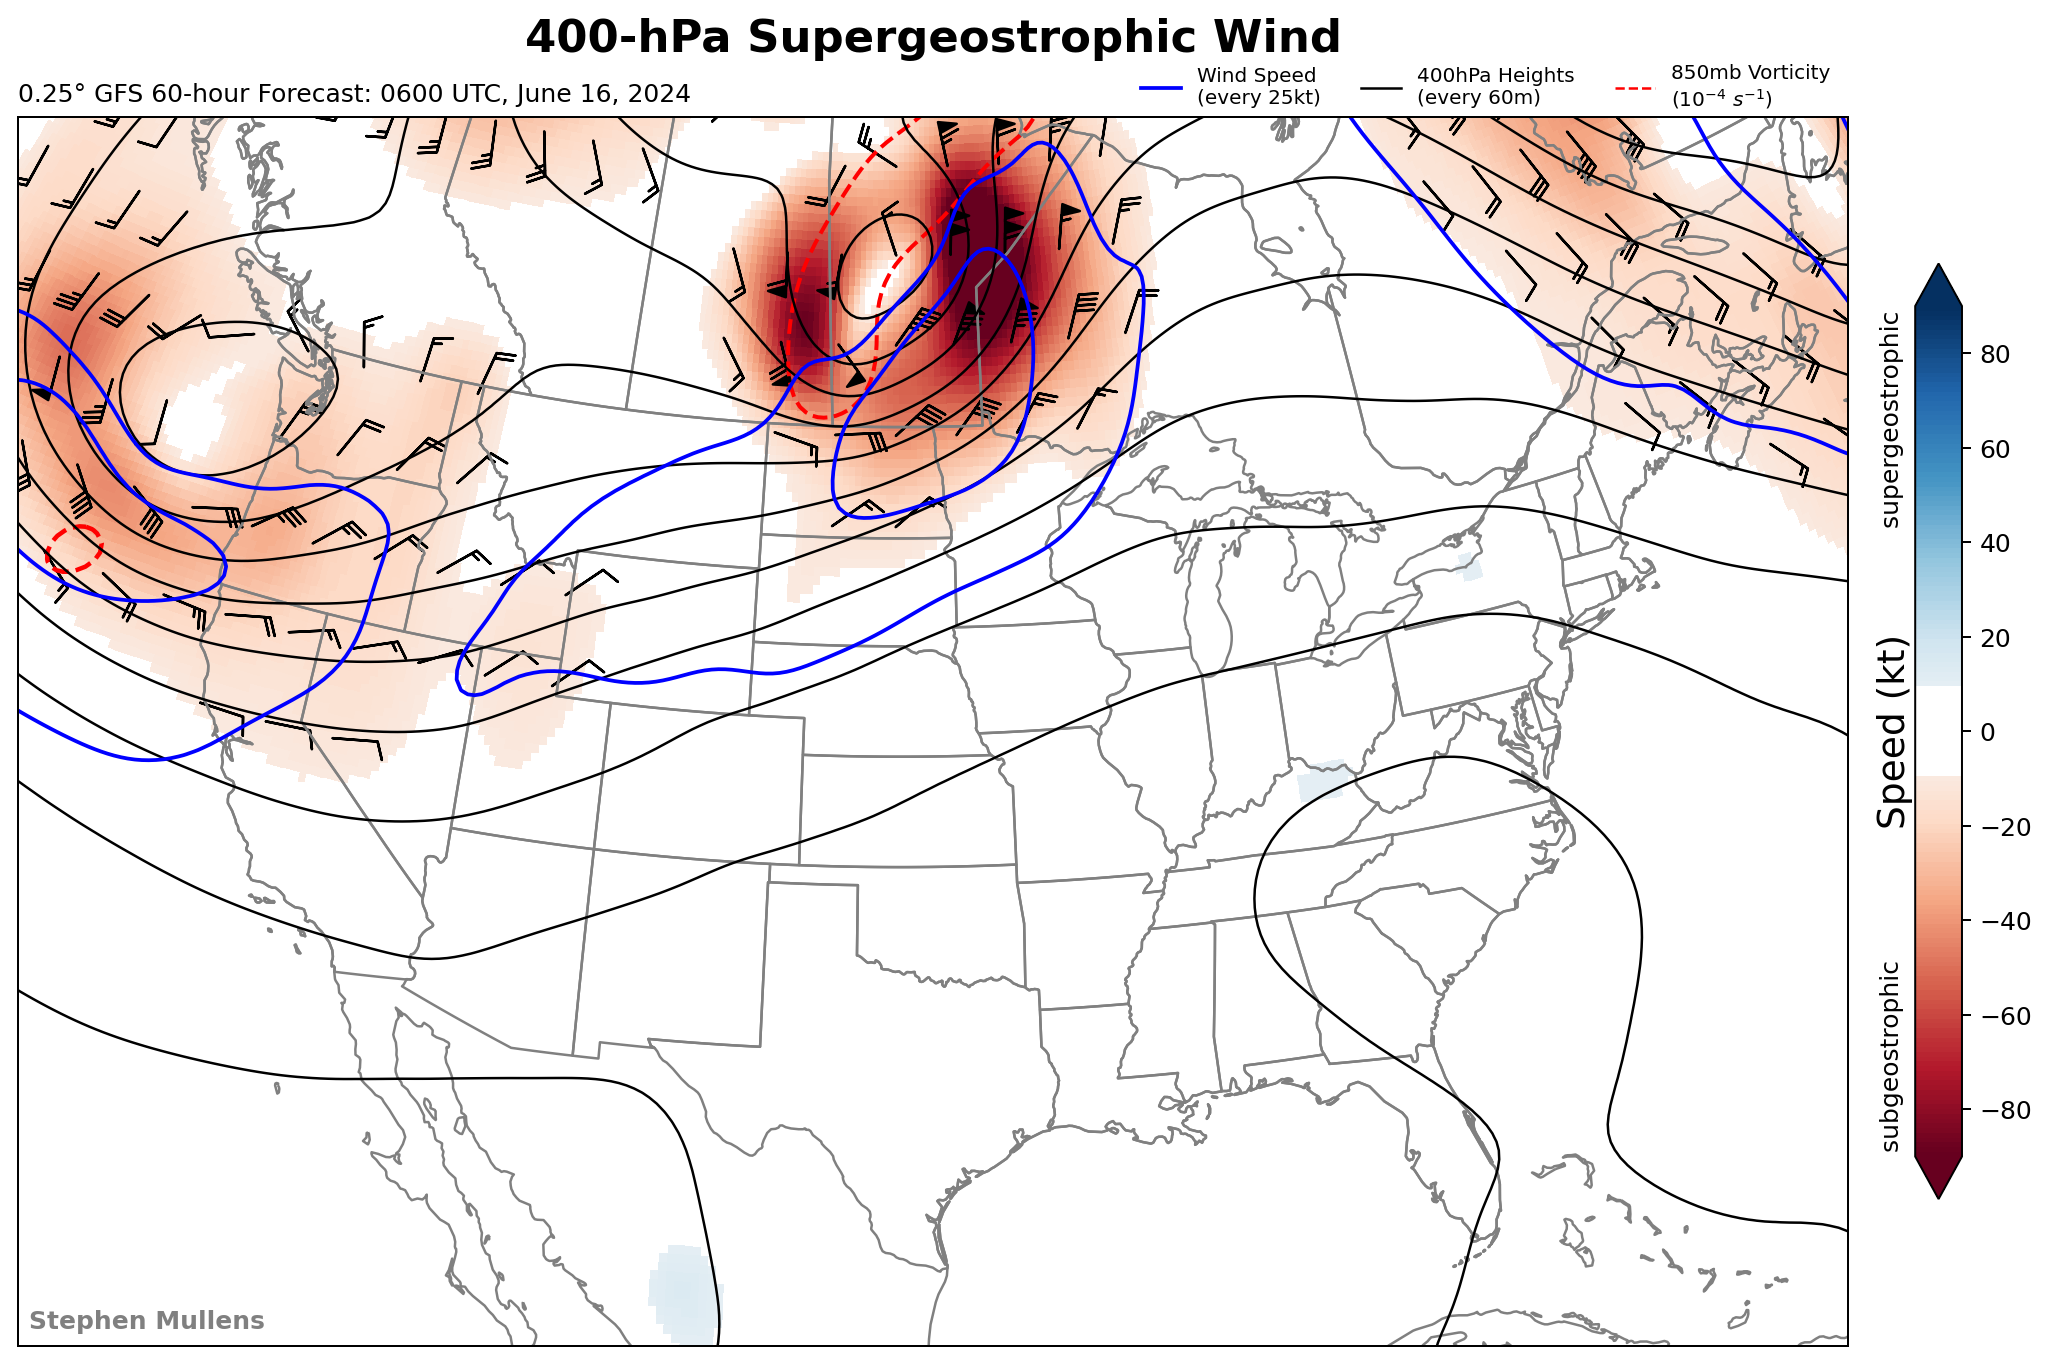 400-hPa Supergeostrophic Wind
0.25° GFS 60-hour Forecast: 0600 UTC, June 16, 2024
Wind Speed
(every 25kt)
400hPa Heights
(every 60m)
850mb Vorticity
(10⁻⁴ s⁻¹)
supergeostrophic
Speed (kt)
subgeostrophic
80
60
40
20
0
−20
−40
−60
−80
Stephen Mullens